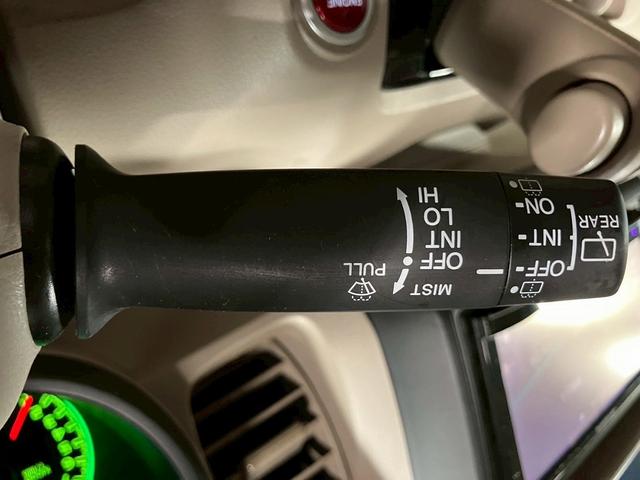 REAR
OFF
INT
ON
MIST
OFF
INT
LO
HI
PULL
ENGINE